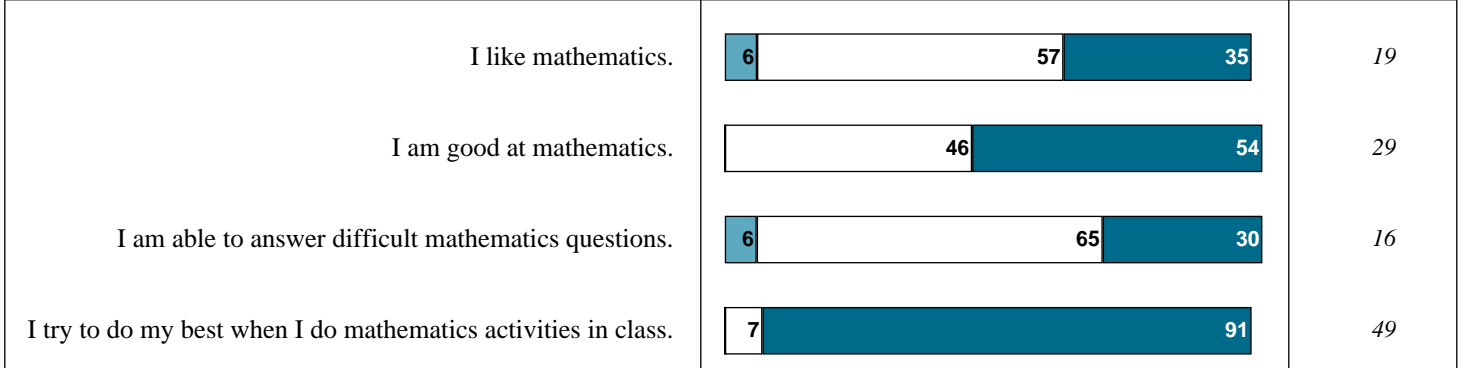 I like mathematics. 6 57 35 19
I am good at mathematics. 46 54 29
I am able to answer difficult mathematics questions. 6 65 30 16
I try to do my best when I do mathematics activities in class. 7 91 49